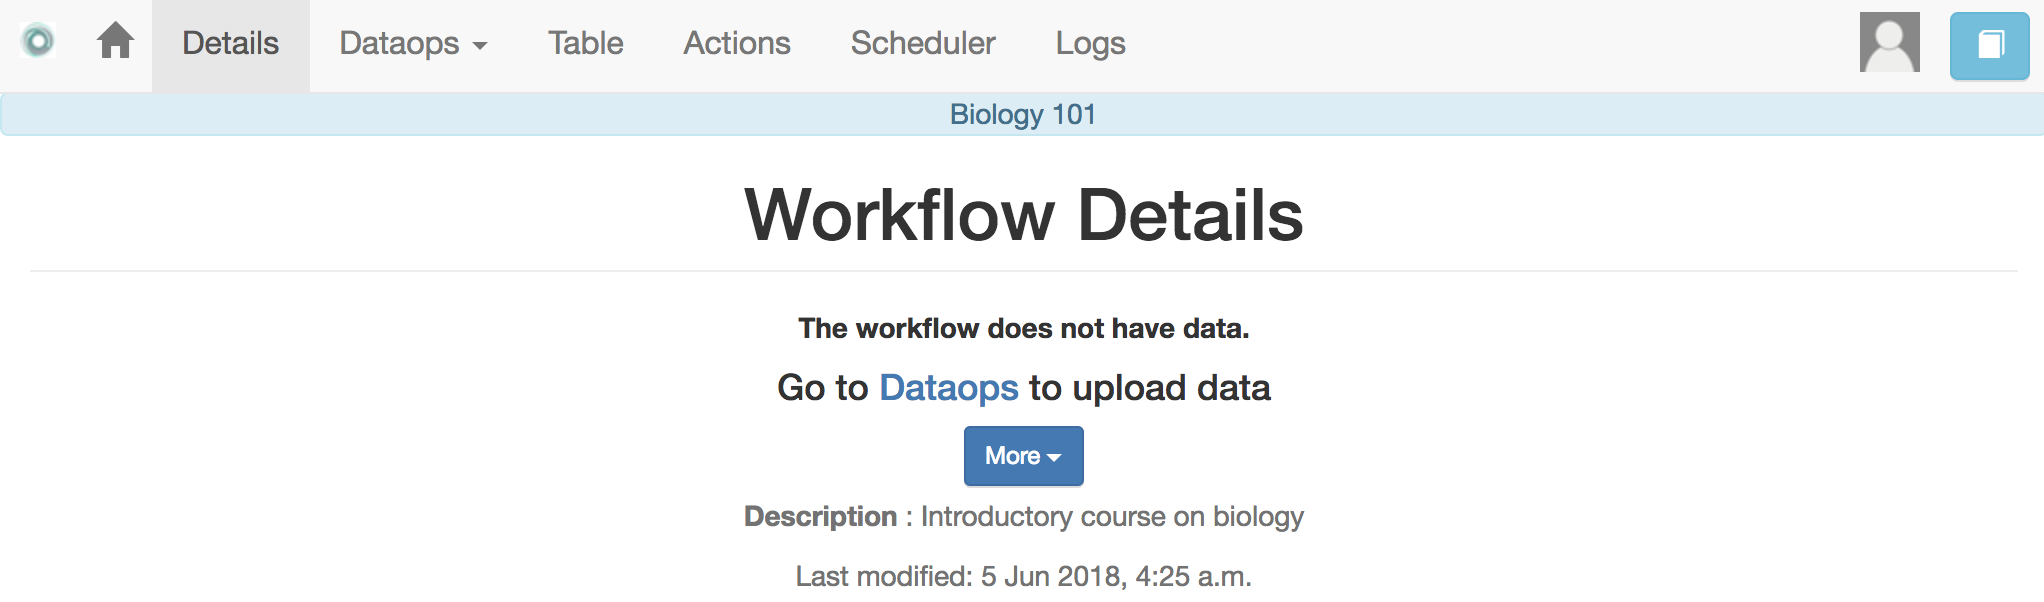 Details Dataops Table Actions Scheduler Logs
Biology 101
Workflow Details
The workflow does not have data.
Go to Dataops to upload data
More
Description : Introductory course on biology
Last modified: 5 Jun 2018, 4:25 a.m.